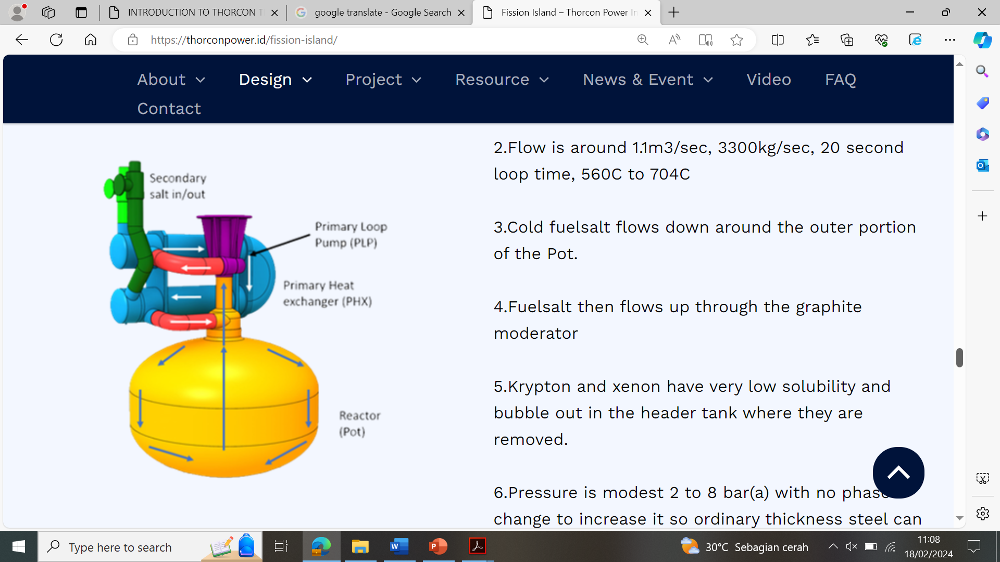 INTRODUCTION TO THORCON T
google translate - Google Search
Fission Island – Thorcon Power In
https://thorconpower.id/fission-island/
About
Design
Project
Resource
News & Event
Video
FAQ
Contact
Secondary
salt in/out
Primary Loop
Pump (PLP)
Primary Heat
exchanger (PHX)
Reactor
(Pot)
2.Flow is around 1.1m3/sec, 3300kg/sec, 20 second
loop time, 560C to 704C
3.Cold fuelsalt flows down around the outer portion
of the Pot.
4.Fuelsalt then flows up through the graphite
moderator
5.Krypton and xenon have very low solubility and
bubble out in the header tank where they are
removed.
6.Pressure is modest 2 to 8 bar(a) with no phase
change to increase it so ordinary thickness steel can
Type here to search
30°C Sebagian cerah
11:08
18/02/2024